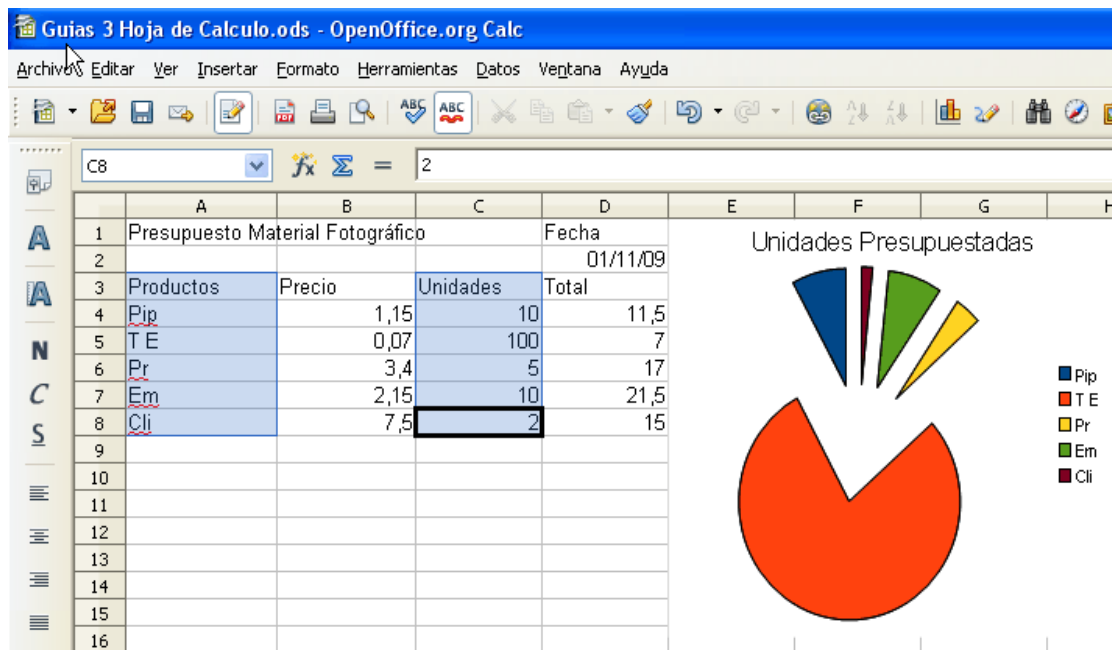 Guias 3 Hoja de Calculo.ods - OpenOffice.org Calc
Archivo Editar Ver Insertar Formato Herramientas Datos Ventana Ayuda
PDF ABC ABC
C8 fx Σ = 2
A B C D E F G H
1 Presupuesto Material Fotográfico Fecha
2 01/11/09
3 Productos Precio Unidades Total
4 Pip 1,15 10 11,5
5 T E 0,07 100 7
6 Pr 3,4 5 17
7 Em 2,15 10 21,5
8 Cli 7,5 2 15
9
10
11
12
13
14
15
16
A
A
N
C
S
Unidades Presupuestadas
Pip
T E
Pr
Em
Cli